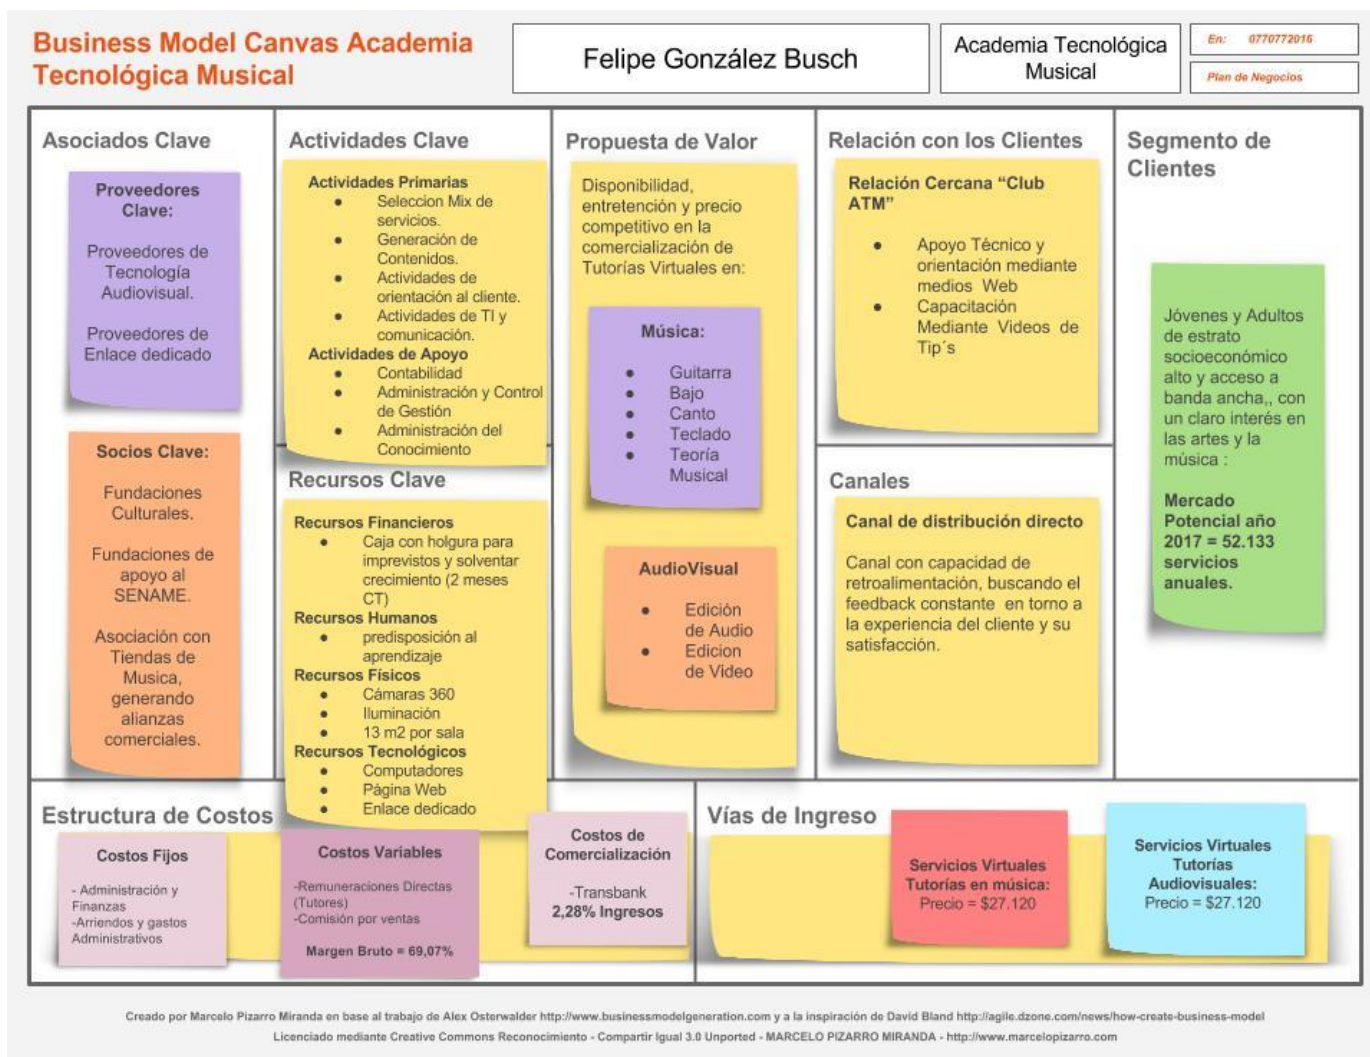 Business Model Canvas Academia
Tecnológica Musical
Felipe González Busch
Academia Tecnológica
Musical
En: 0770772016
Plan de Negocios
Asociados Clave
Proveedores
Clave:
Proveedores de
Tecnología
Audiovisual.
Proveedores de
Enlace dedicado
Socios Clave:
Fundaciones
Culturales.
Fundaciones de
apoyo al
SENAME.
Asociación con
Tiendas de
Musica,
generando
alianzas
comerciales.
Actividades Clave
Actividades Primarias
● Seleccion Mix de
servicios.
● Generación de
Contenidos.
● Actividades de
orientación al cliente.
● Actividades de TI y
comunicación.
Actividades de Apoyo
● Contabilidad
● Administración y Control
de Gestión
● Administración del
Conocimiento
Recursos Clave
Recursos Financieros
● Caja con holgura para
imprevistos y solventar
crecimiento (2 meses
CT)
Recursos Humanos
● predisposición al
aprendizaje
Recursos Físicos
● Cámaras 360
● Iluminación
● 13 m2 por sala
Recursos Tecnológicos
● Computadores
● Página Web
● Enlace dedicado
Propuesta de Valor
Disponibilidad,
entretención y precio
competitivo en la
comercialización de
Tutorías Virtuales en:
Música:
● Guitarra
● Bajo
● Canto
● Teclado
● Teoría
Musical
AudioVisual
● Edición
de Audio
● Edicion
de Video
Relación con los Clientes
Relación Cercana “Club
ATM”
● Apoyo Técnico y
orientación mediante
medios Web
● Capacitación
Mediante Videos de
Tip´s
Canales
Canal de distribución directo
Canal con capacidad de
retroalimentación, buscando el
feedback constante en torno a
la experiencia del cliente y su
satisfacción.
Segmento de
Clientes
Jóvenes y Adultos
de estrato
socioeconómico
alto y acceso a
banda ancha,, con
un claro interés en
las artes y la
música :
Mercado
Potencial año
2017 = 52.133
servicios
anuales.
Estructura de Costos
Costos Fijos
- Administración y
Finanzas
-Arriendos y gastos
Administrativos
Costos Variables
-Remuneraciones Directas
(Tutores)
-Comisión por ventas
Margen Bruto = 69,07%
Costos de
Comercialización
-Transbank
2,28% Ingresos
Vías de Ingreso
Servicios Virtuales
Tutorías en música:
Precio = $27.120
Servicios Virtuales
Tutorías
Audiovisuales:
Precio = $27.120
Creado por Marcelo Pizarro Miranda en base al trabajo de Alex Osterwalder http://www.businessmodelgeneration.com y a la inspiración de David Bland http://agile.dzone.com/news/how-create-business-model
Licenciado mediante Creative Commons Reconocimiento - Compartir Igual 3.0 Unported - MARCELO PIZARRO MIRANDA - http://www.marcelopizarro.com